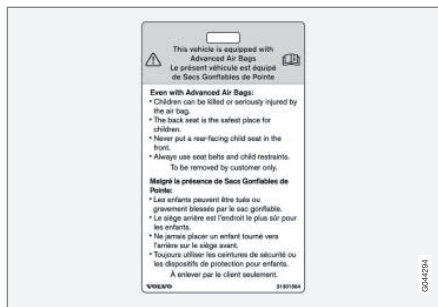 This vehicle is equipped with
Advanced Air Bags
Le présent véhicule est équipé
de Sacs Gonflables de Pointe
Even with Advanced Air Bags:
• Children can be killed or seriously injured by
the air bag.
• The back seat is the safest place for
children.
• Never put a rear-facing child seat in the
front.
• Always use seat belts and child restraints.
To be removed by customer only.
Malgré la présence de Sacs Gonflables de
Pointe:
• Les enfants peuvent être tués ou
gravement blessés par le sac gonflable.
• Le siège arrière est l'endroit le plus sûr pour
les enfants.
• Ne jamais placer un enfant tourné vers
l'arrière sur le siège avant.
• Toujours utiliser les ceintures de sécurité ou
les dispositifs de protection pour enfants.
À enlever par le client seulement.
VOLVO
G044294